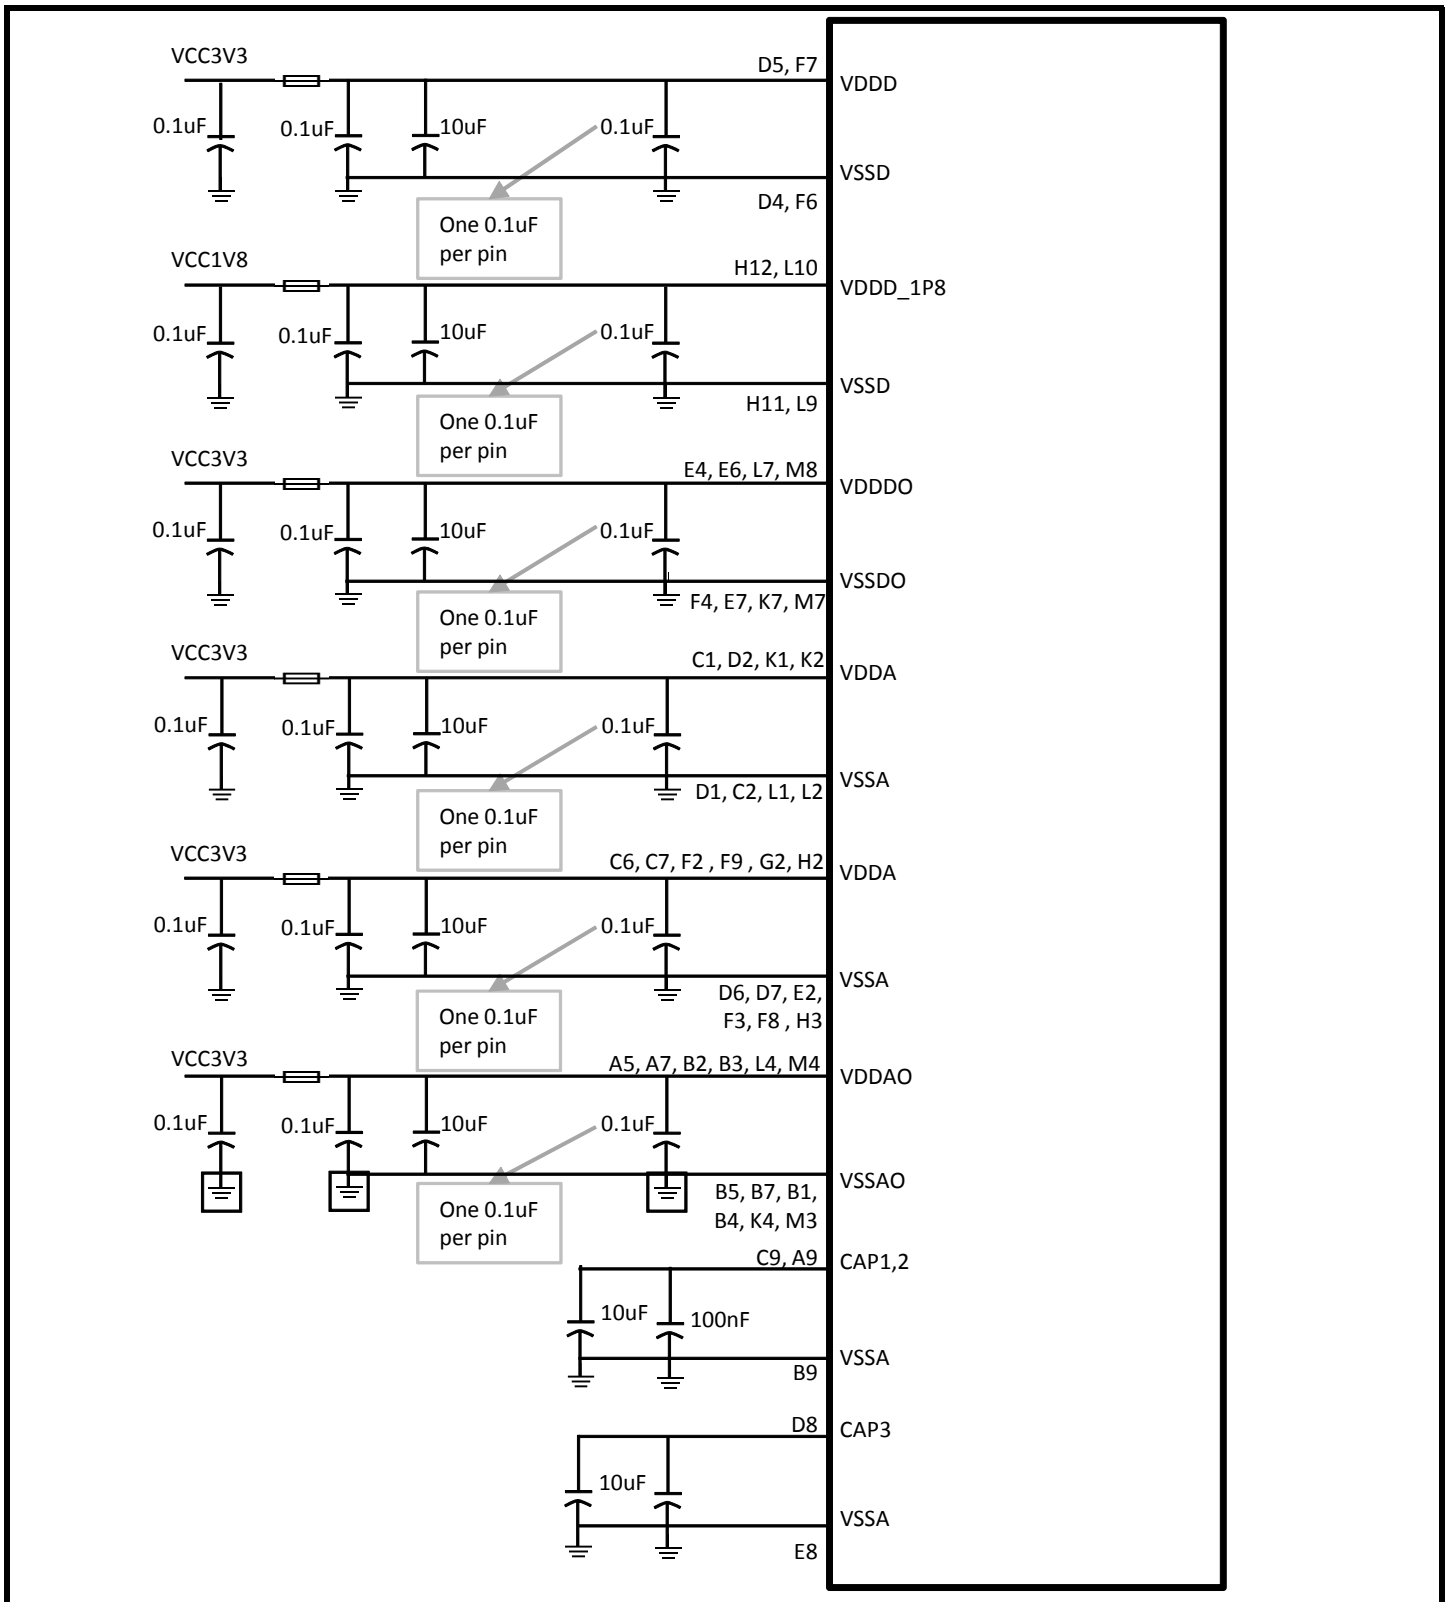 VCC3V3
D5, F7
VDDD
0.1uF
0.1uF
10uF
0.1uF
VSSD
D4, F6
One 0.1uF
per pin
VCC1V8
H12, L10
VDDD_1P8
0.1uF
0.1uF
10uF
0.1uF
VSSD
H11, L9
One 0.1uF
per pin
VCC3V3
E4, E6, L7, M8
VDDDO
0.1uF
0.1uF
10uF
0.1uF
VSSDO
F4, E7, K7, M7
One 0.1uF
per pin
VCC3V3
C1, D2, K1, K2
VDDA
0.1uF
0.1uF
10uF
0.1uF
VSSA
D1, C2, L1, L2
One 0.1uF
per pin
VCC3V3
C6, C7, F2 , F9 , G2, H2
VDDA
0.1uF
0.1uF
10uF
0.1uF
VSSA
D6, D7, E2,
F3, F8 , H3
One 0.1uF
per pin
VCC3V3
A5, A7, B2, B3, L4, M4
VDDAO
0.1uF
0.1uF
10uF
0.1uF
VSSAO
B5, B7, B1,
B4, K4, M3
One 0.1uF
per pin
C9, A9
CAP1,2
10uF
100nF
VSSA
B9
D8
CAP3
10uF
VSSA
E8